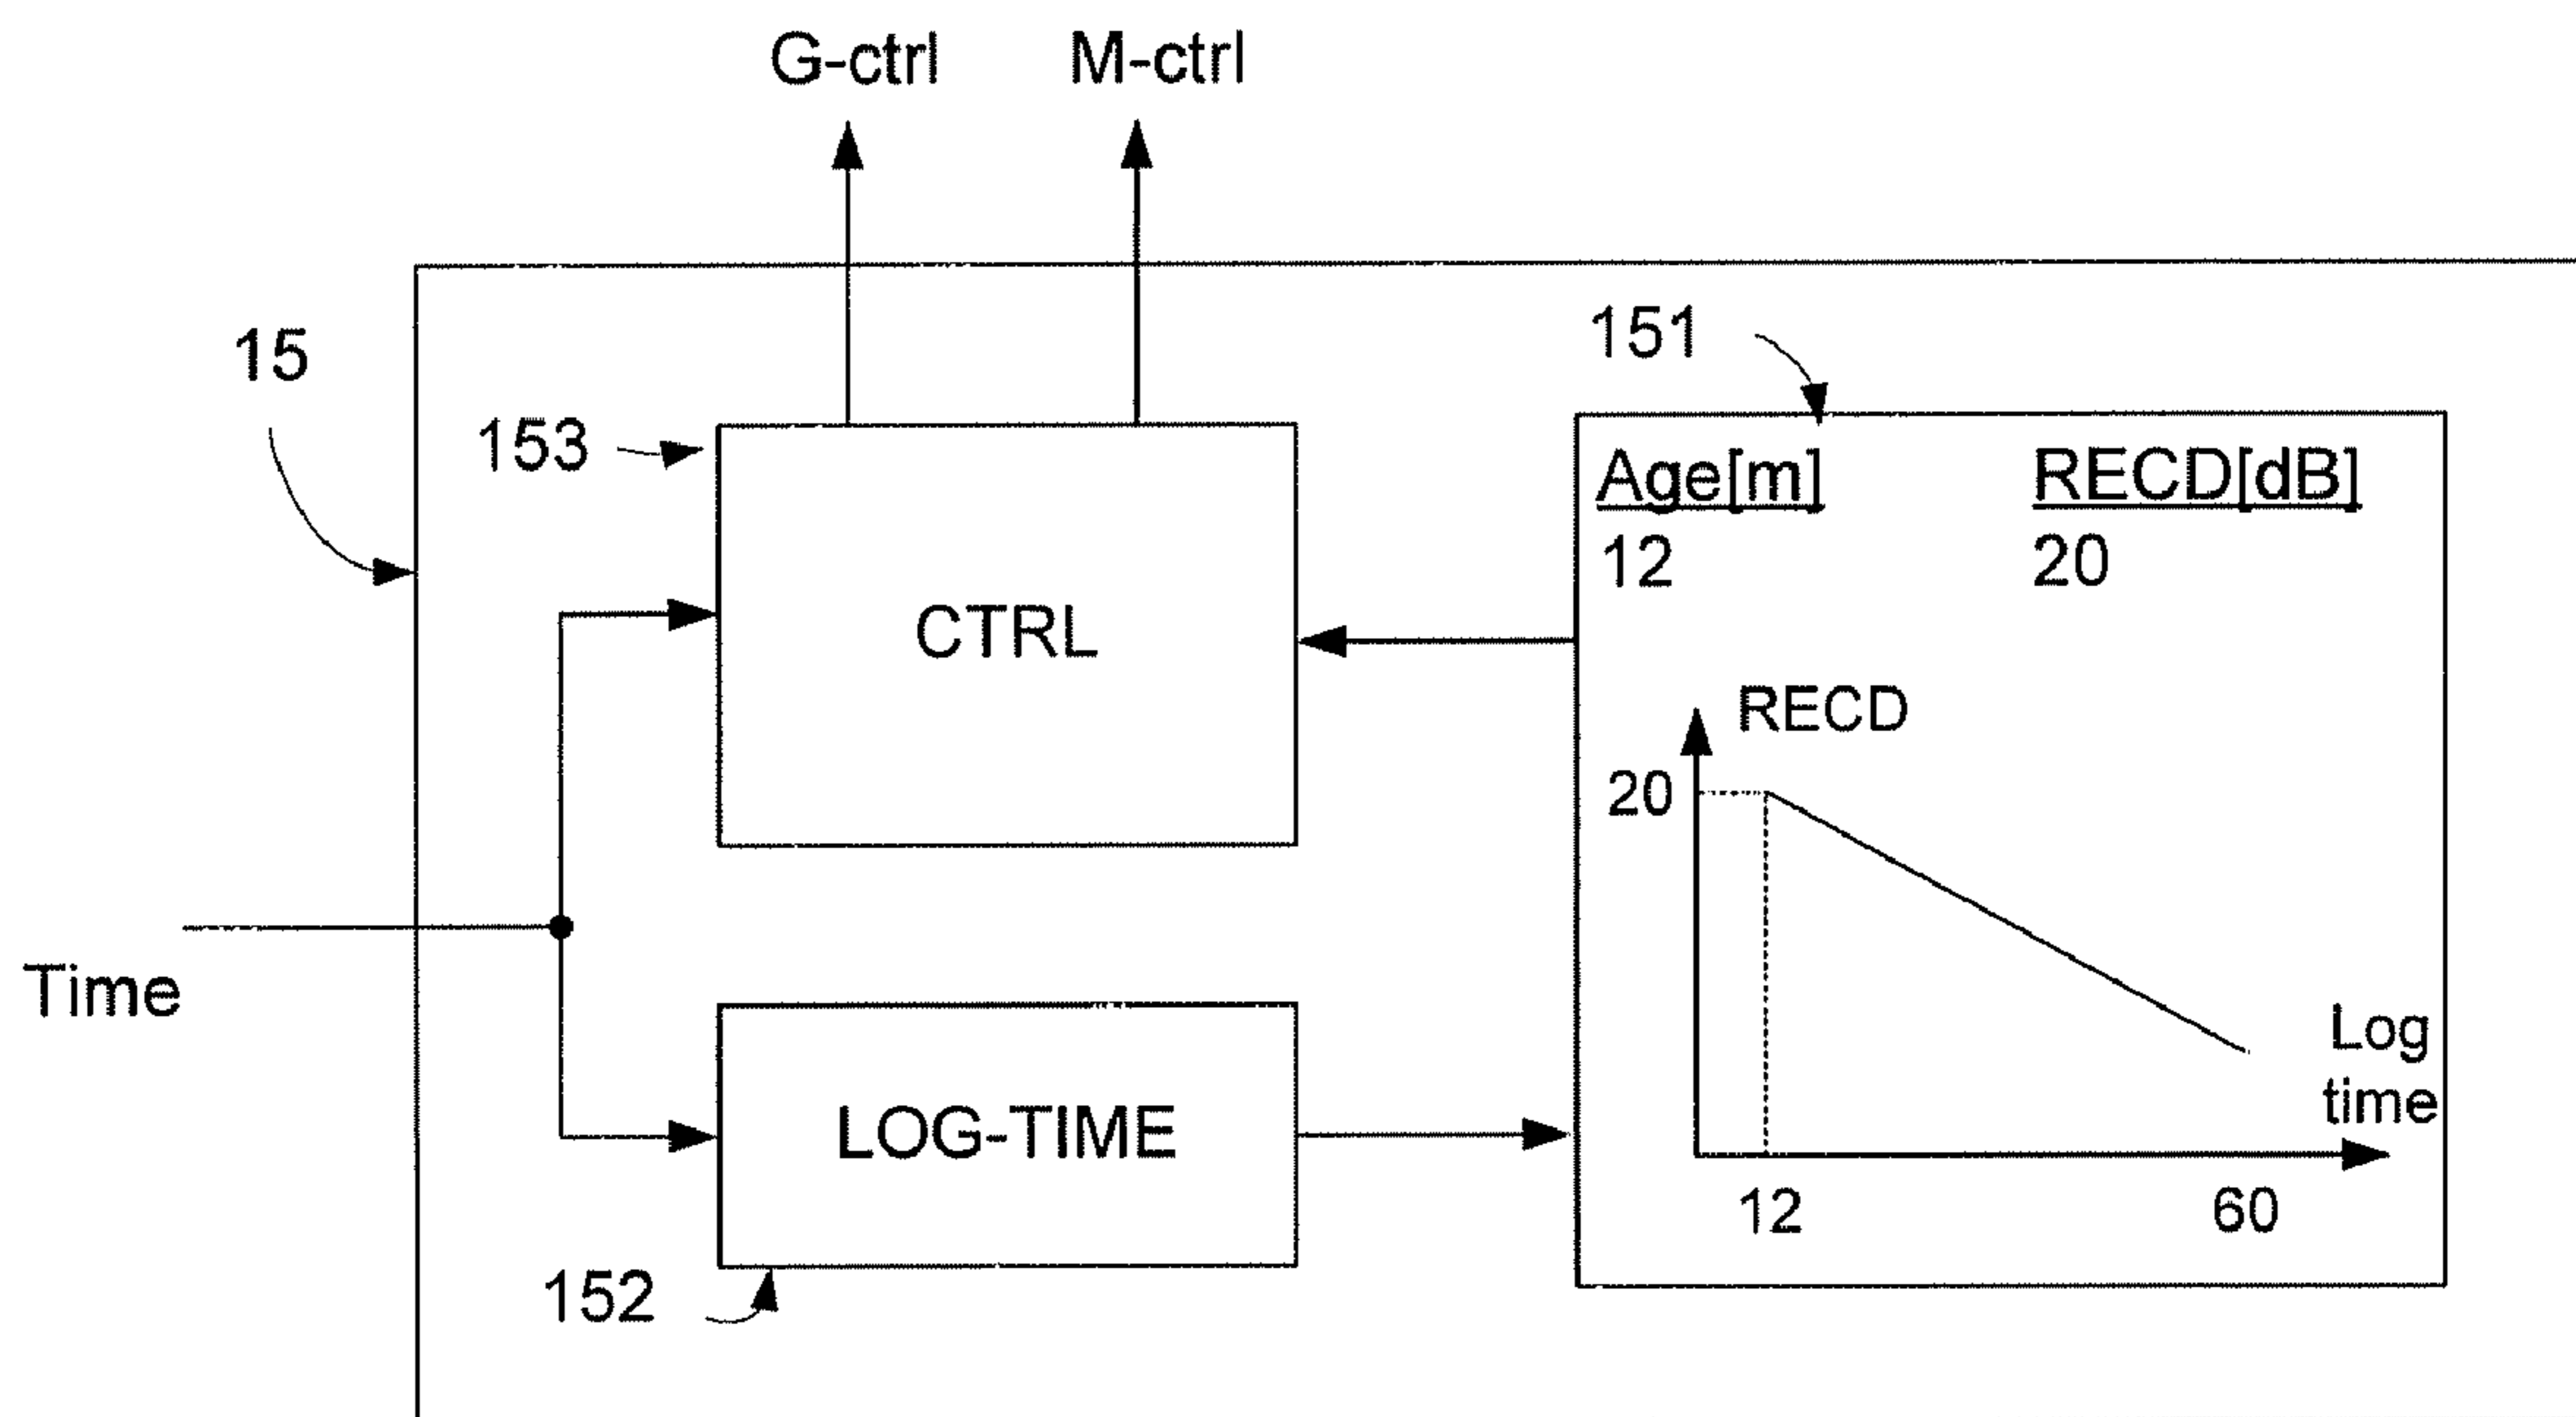 G-ctrl M-ctrl
15
151
153
Age[m] RECD[dB]
12 20
CTRL
RECD
20
Time
Log
time
LOG-TIME
12 60
152